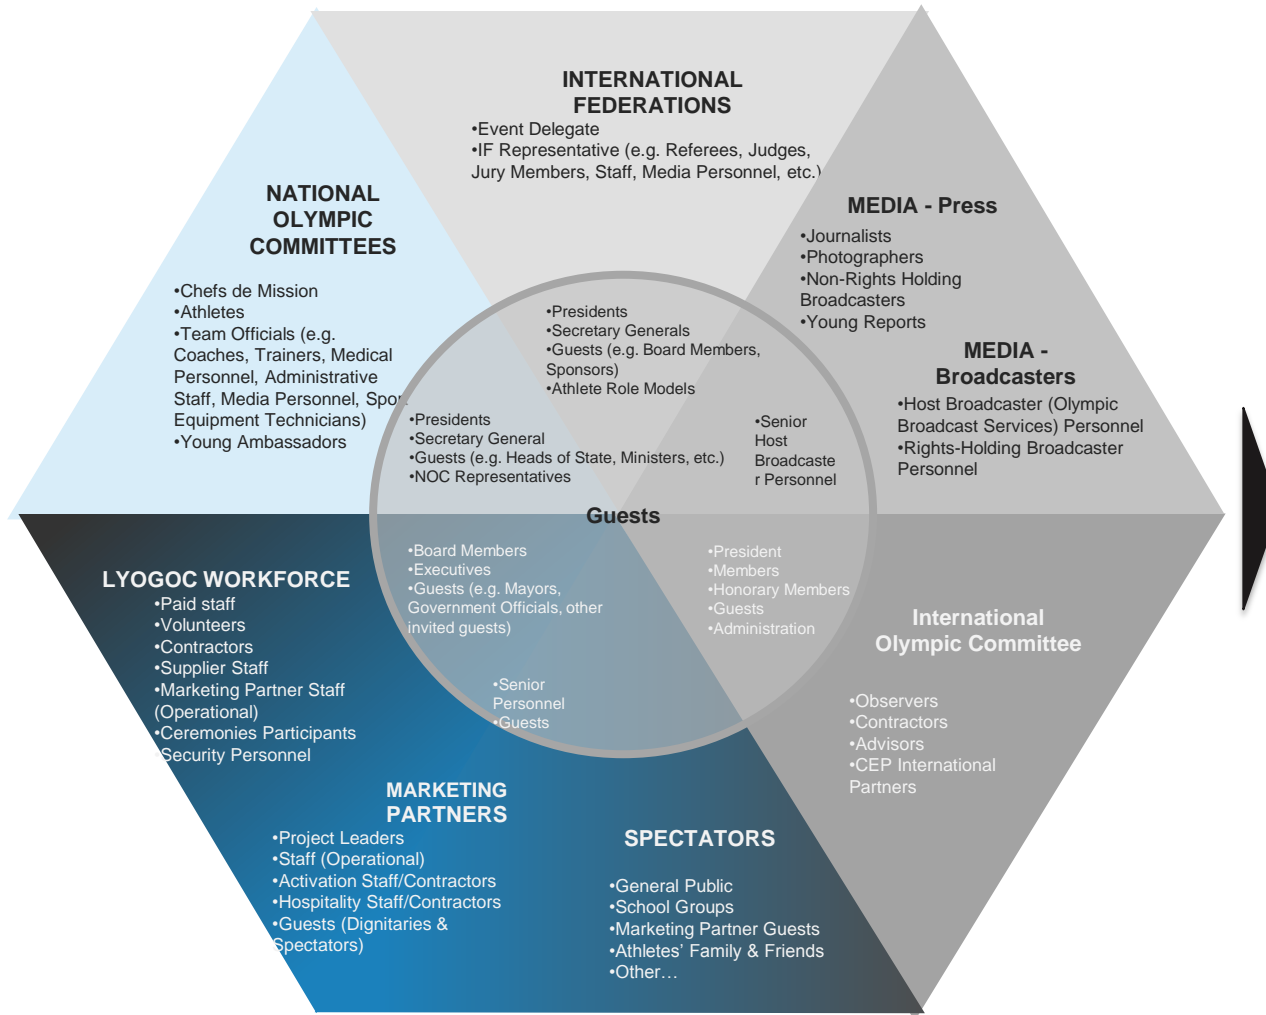 INTERNATIONAL
FEDERATIONS
•Event Delegate
•IF Representative (e.g. Referees, Judges,
Jury Members, Staff, Media Personnel, etc.)
NATIONAL
OLYMPIC
COMMITTEES
•Chefs de Mission
•Athletes
•Team Officials (e.g.
Coaches, Trainers, Medical
Personnel, Administrative
Staff, Media Personnel, Spor
Equipment Technicians)
•Young Ambassadors
MEDIA - Press
•Journalists
•Photographers
•Non-Rights Holding
Broadcasters
•Young Reports
MEDIA -
Broadcasters
•Host Broadcaster (Olympic
Broadcast Services) Personnel
•Rights-Holding Broadcaster
Personnel
•Presidents
•Secretary Generals
•Guests (e.g. Board Members,
Sponsors)
•Athlete Role Models
•Presidents
•Secretary General
•Guests (e.g. Heads of State, Ministers, etc.)
•NOC Representatives
•Senior
Host
Broadcaste
r Personnel
Guests
•Board Members
•Executives
•Guests (e.g. Mayors,
Government Officials, other
invited guests)
•President
•Members
•Honorary Members
•Guests
•Administration
•Senior
Personnel
•Guests
LYOGOC WORKFORCE
•Paid staff
•Volunteers
•Contractors
•Supplier Staff
•Marketing Partner Staff
(Operational)
•Ceremonies Participants
•Security Personnel
International
Olympic Committee
•Observers
•Contractors
•Advisors
•CEP International
Partners
MARKETING
PARTNERS
•Project Leaders
•Staff (Operational)
•Activation Staff/Contractors
•Hospitality Staff/Contractors
•Guests (Dignitaries &
Spectators)
SPECTATORS
•General Public
•School Groups
•Marketing Partner Guests
•Athletes’ Family & Friends
•Other…